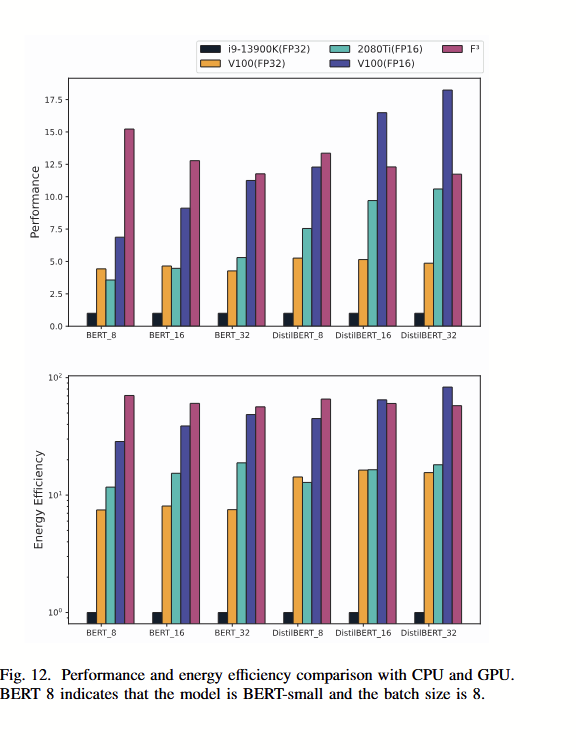 i9-13900K(FP32) 2080Ti(FP16) F³
V100(FP32) V100(FP16)
17.5
15.0
12.5
10.0
7.5
5.0
2.5
0.0
Performance
BERT_8 BERT_16 BERT_32 DistilBERT_8 DistilBERT_16 DistilBERT_32
10²
10¹
10⁰
Energy Efficiency
BERT_8 BERT_16 BERT_32 DistilBERT_8 DistilBERT_16 DistilBERT_32
Fig. 12. Performance and energy efficiency comparison with CPU and GPU.
BERT 8 indicates that the model is BERT-small and the batch size is 8.